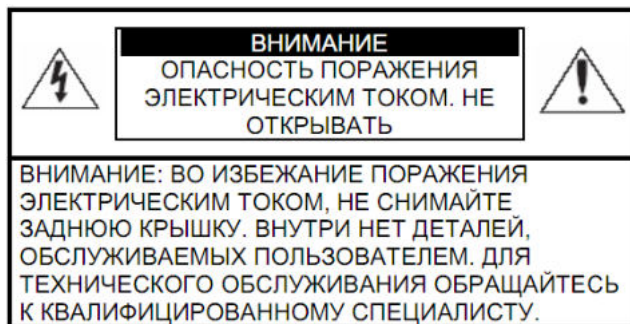 ВНИМАНИЕ
ОПАСНОСТЬ ПОРАЖЕНИЯ
ЭЛЕКТРИЧЕСКИМ ТОКОМ. НЕ
ОТКРЫВАТЬ
ВНИМАНИЕ: ВО ИЗБЕЖАНИЕ ПОРАЖЕНИЯ
ЭЛЕКТРИЧЕСКИМ ТОКОМ, НЕ СНИМАЙТЕ
ЗАДНЮЮ КРЫШКУ. ВНУТРИ НЕТ ДЕТАЛЕЙ,
ОБСЛУЖИВАЕМЫХ ПОЛЬЗОВАТЕЛЕМ. ДЛЯ
ТЕХНИЧЕСКОГО ОБСЛУЖИВАНИЯ ОБРАЩАЙТЕСЬ
К КВАЛИФИЦИРОВАННОМУ СПЕЦИАЛИСТУ.